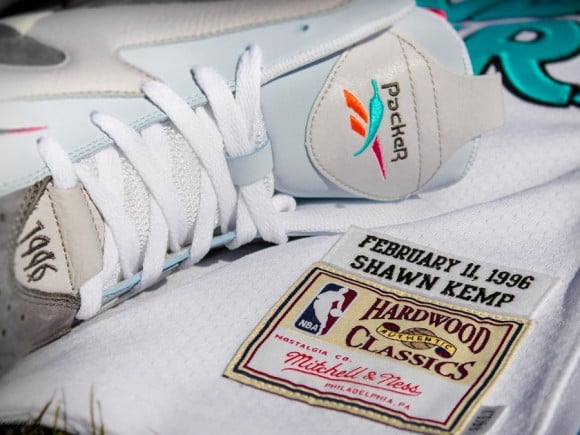 Packer
1996
FEBRUARY 11, 1996
SHAWN KEMP
NBA
HARDWOOD
AUTHENTIC
CLASSICS
NOSTALGIA CO.
Mitchell & Ness
PHILADELPHIA, PA.